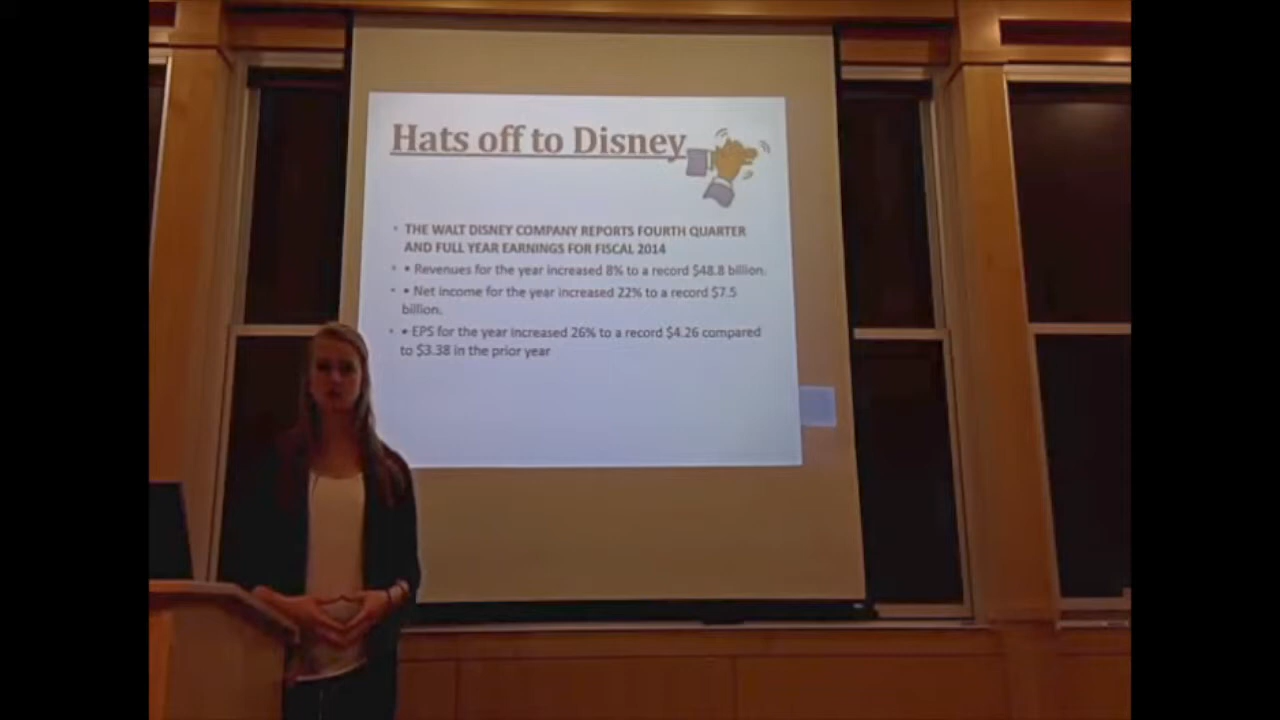 Hats off to Disney
• THE WALT DISNEY COMPANY REPORTS FOURTH QUARTER
AND FULL YEAR EARNINGS FOR FISCAL 2014
• • Revenues for the year increased 8% to a record $48.8 billion.
• • Net income for the year increased 22% to a record $7.5
billion.
• • EPS for the year increased 26% to a record $4.26 compared
to $3.38 in the prior year